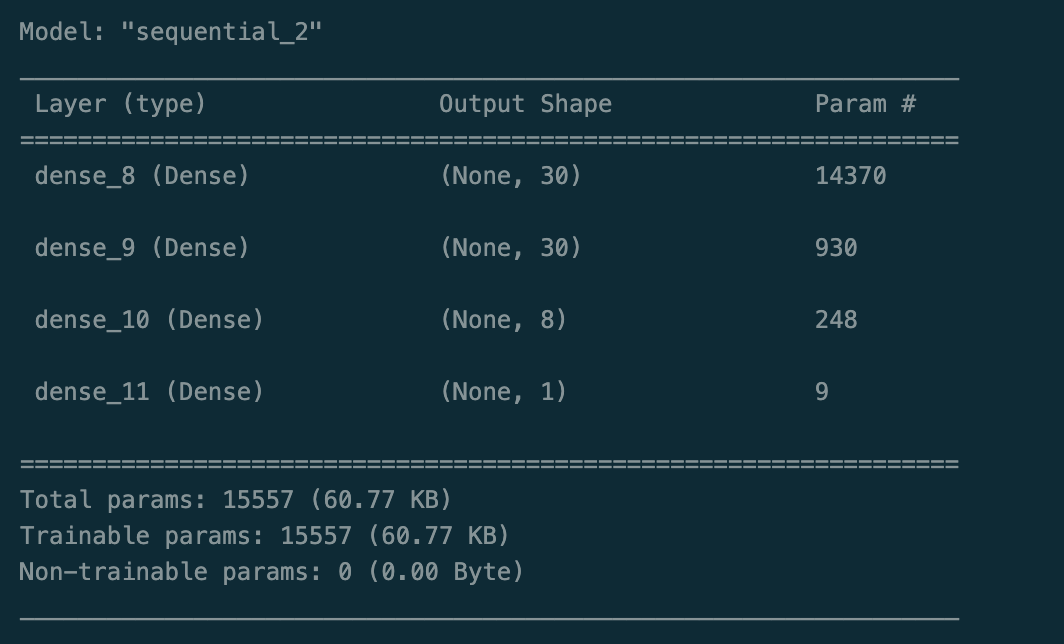 Model: "sequential_2"
_________________________________________________________________
 Layer (type)                Output Shape              Param #
=================================================================
 dense_8 (Dense)             (None, 30)                14370
 dense_9 (Dense)             (None, 30)                930
 dense_10 (Dense)            (None, 8)                 248
 dense_11 (Dense)            (None, 1)                 9
=================================================================
Total params: 15557 (60.77 KB)
Trainable params: 15557 (60.77 KB)
Non-trainable params: 0 (0.00 Byte)
_________________________________________________________________